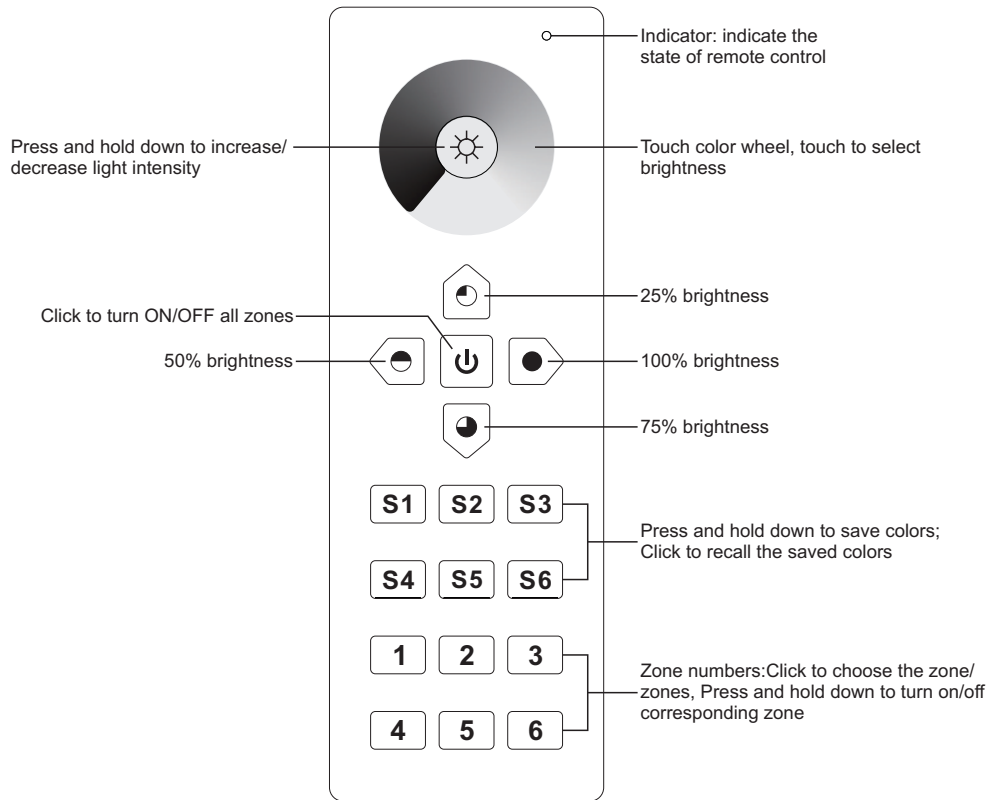 Indicator: indicate the
state of remote control
Press and hold down to increase/
decrease light intensity
Touch color wheel, touch to select
brightness
25% brightness
Click to turn ON/OFF all zones
50% brightness
100% brightness
75% brightness
S1 S2 S3
Press and hold down to save colors;
Click to recall the saved colors
S4 S5 S6
1 2 3
Zone numbers:Click to choose the zone/
zones, Press and hold down to turn on/off
corresponding zone
4 5 6